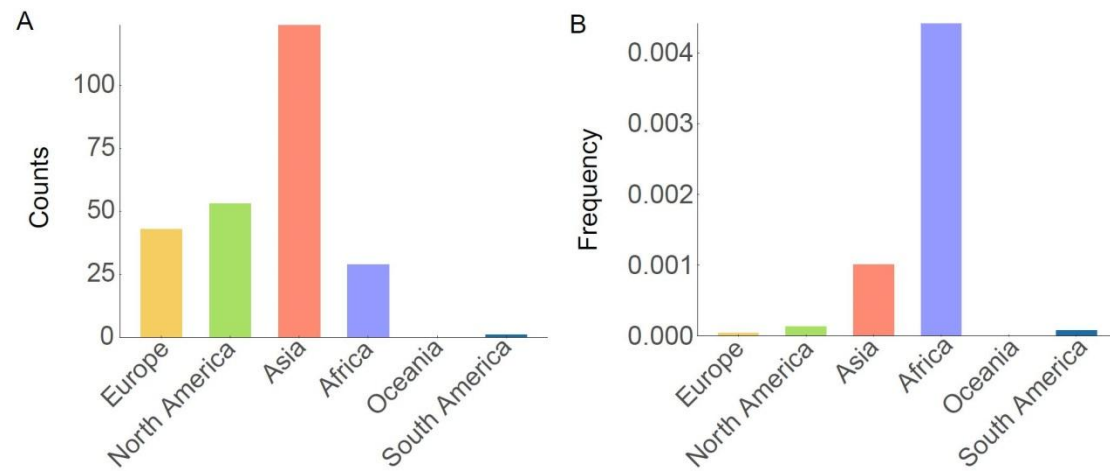 A
Counts
100
75
50
25
0
Europe
North America
Asia
Africa
Oceania
South America
B
Frequency
0.004
0.003
0.002
0.001
0.000
Europe
North America
Asia
Africa
Oceania
South America